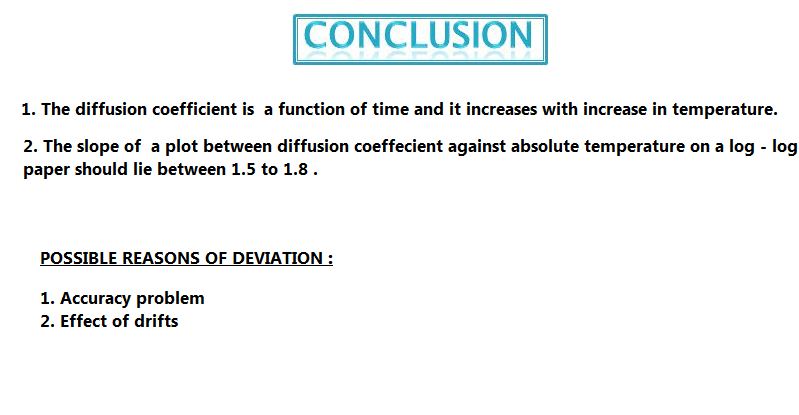 CONCLUSION
1. The diffusion coefficient is  a function of time and it increases with increase in temperature.
2. The slope of  a plot between diffusion coeffecient against absolute temperature on a log - log
paper should lie between 1.5 to 1.8 .
POSSIBLE REASONS OF DEVIATION :
1. Accuracy problem
2. Effect of drifts